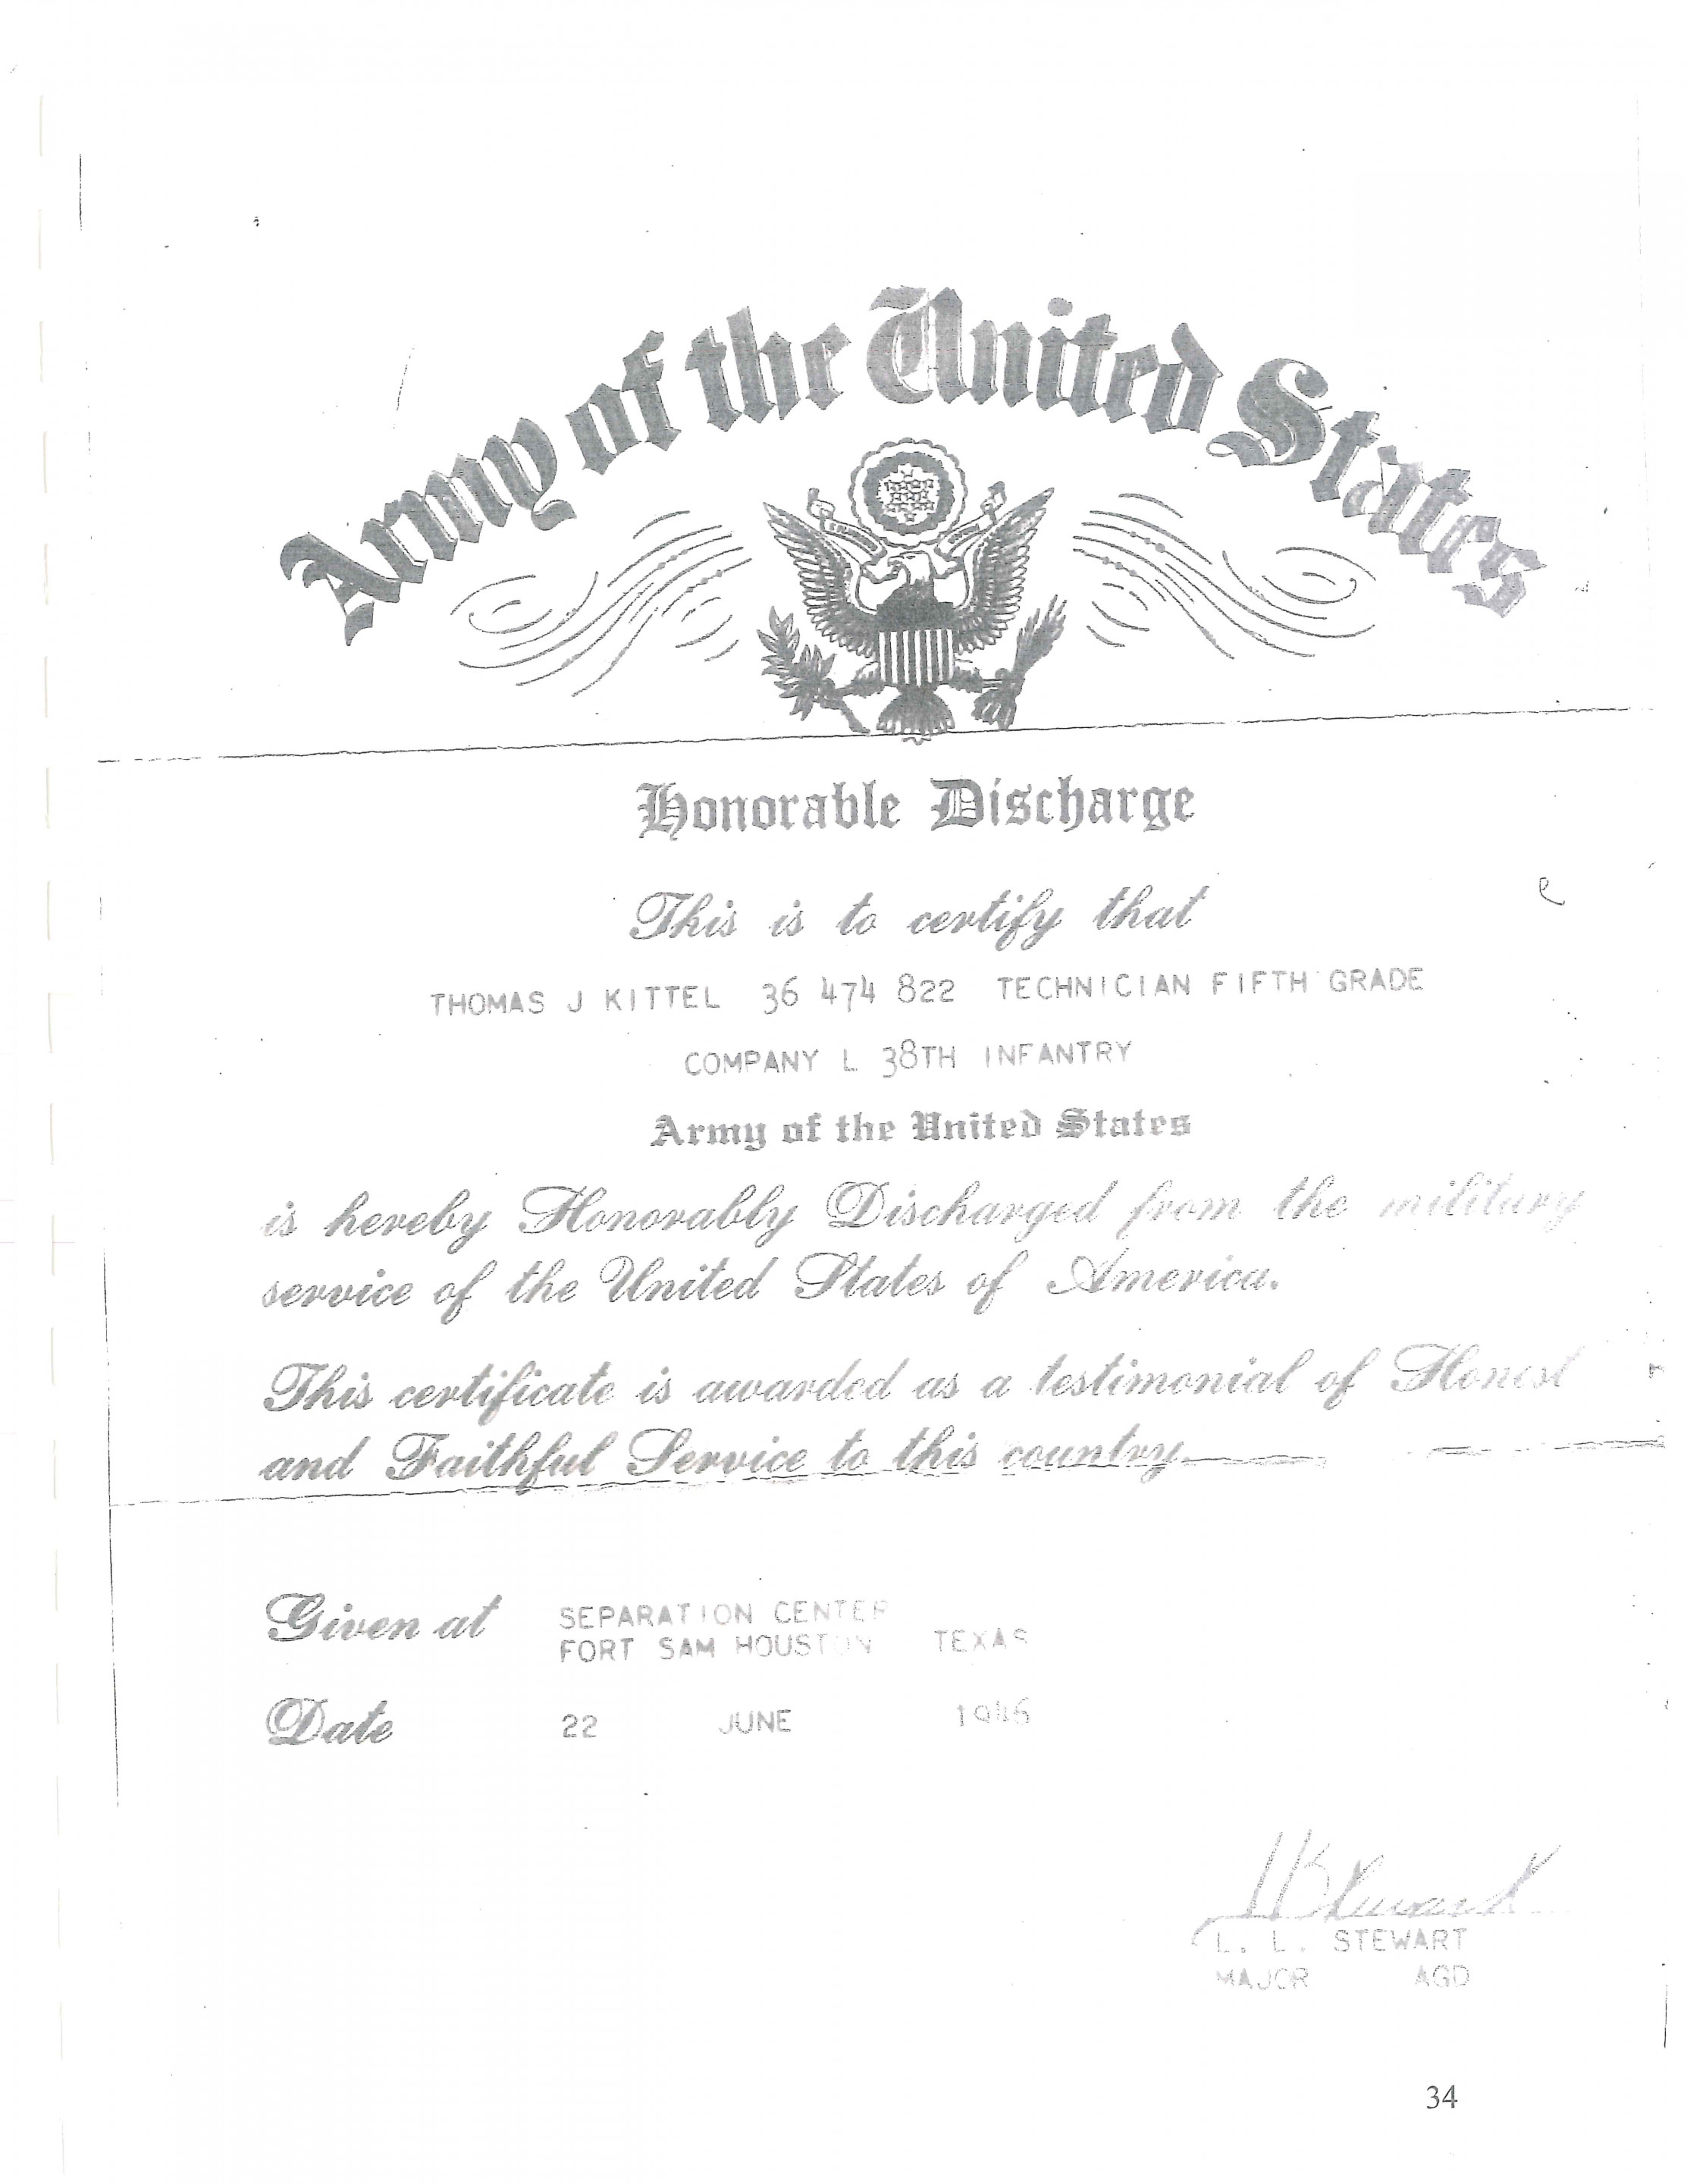 Army of the United States
Honorable Discharge
This is to certify that
THOMAS J KITTEL 36 474 822 TECHNICIAN FIFTH GRADE
COMPANY L 38TH INFANTRY
Army of the United States
is hereby Honorably Discharged from the military
service of the United States of America.
This certificate is awarded as a testimonial of Honest
and Faithful Service to this country.
Given at SEPARATION CENTER
FORT SAM HOUSTON TEXAS
Date 22 JUNE 1946
L. L. STEWART
MAJOR AGD
34